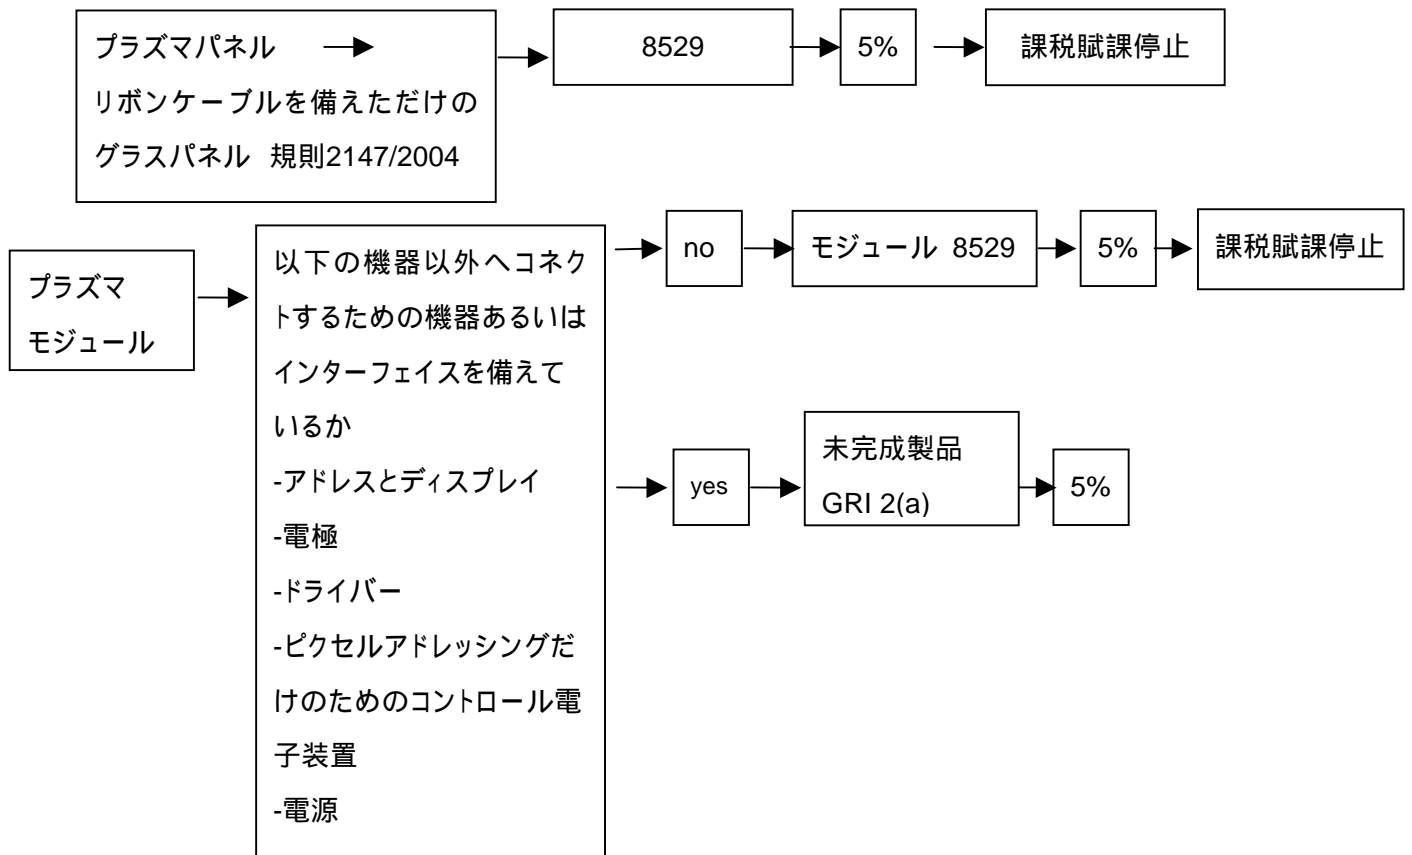 プラズマパネル →
リボンケーブルを備えただけの
グラスパネル 規則2147/2004
8529
5%
課税賦課停止
プラズマ
モジュール
以下の機器以外へコネク
トするための機器あるいは
インターフェイスを備えて
いるか
-アドレスとディスプレイ
-電極
-ドライバー
-ピクセルアドレッシングだ
けのためのコントロール電
子装置
-電源
no
モジュール 8529
5%
課税賦課停止
yes
未完成製品
GRI 2(a)
5%